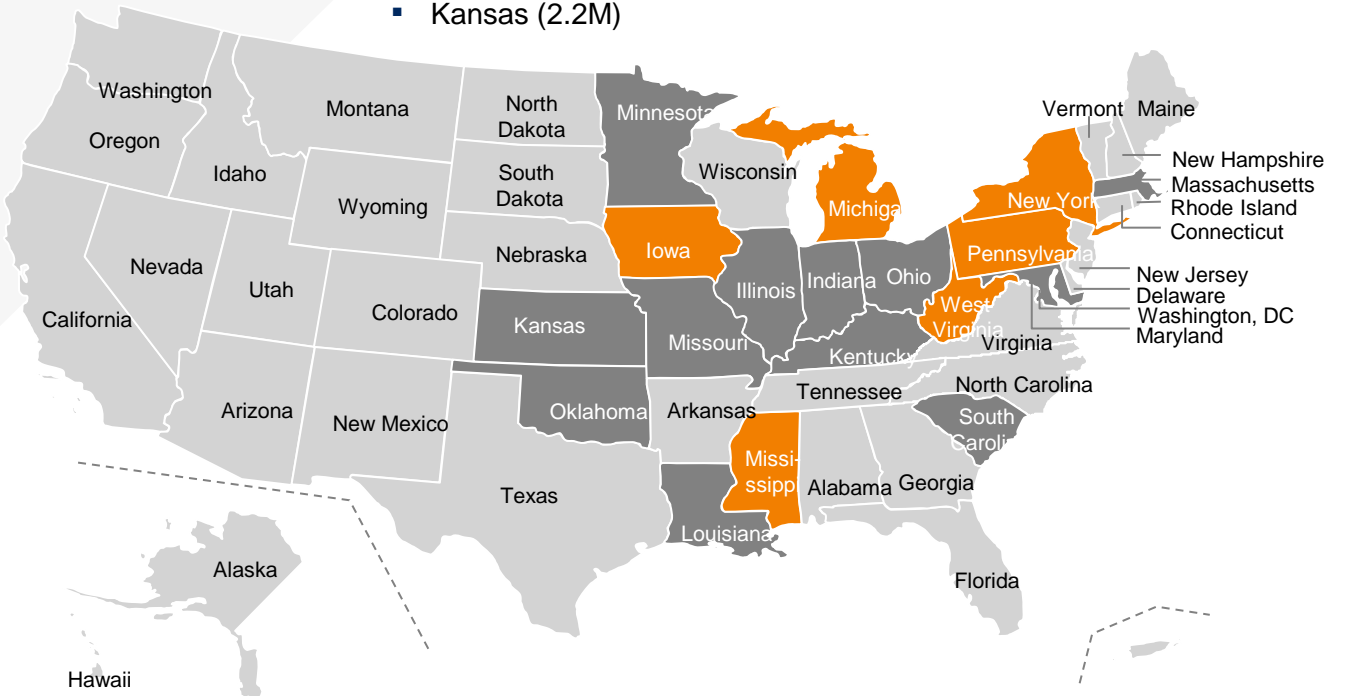 ▪ Kansas (2.2M)
Washington
Oregon
Idaho
Montana
Wyoming
North
Dakota
South
Dakota
Nebraska
Minnesota
Wisconsin
Michiga
Iowa
Vermont
Maine
New Hampshire
Massachusetts
Rhode Island
Connecticut
New York
Pennsylvania
New Jersey
Delaware
Washington, DC
Maryland
California
Nevada
Utah
Colorado
Kansas
Missouri
Illinois
Indiana
Ohio
West
Virginia
Virginia
Kentucky
Tennessee
North Carolina
South
Carolin
Arizona
New Mexico
Oklahoma
Arkansas
Texas
Louisiana
Missi-
ssipp
Alabama
Georgia
Florida
Alaska
Hawaii